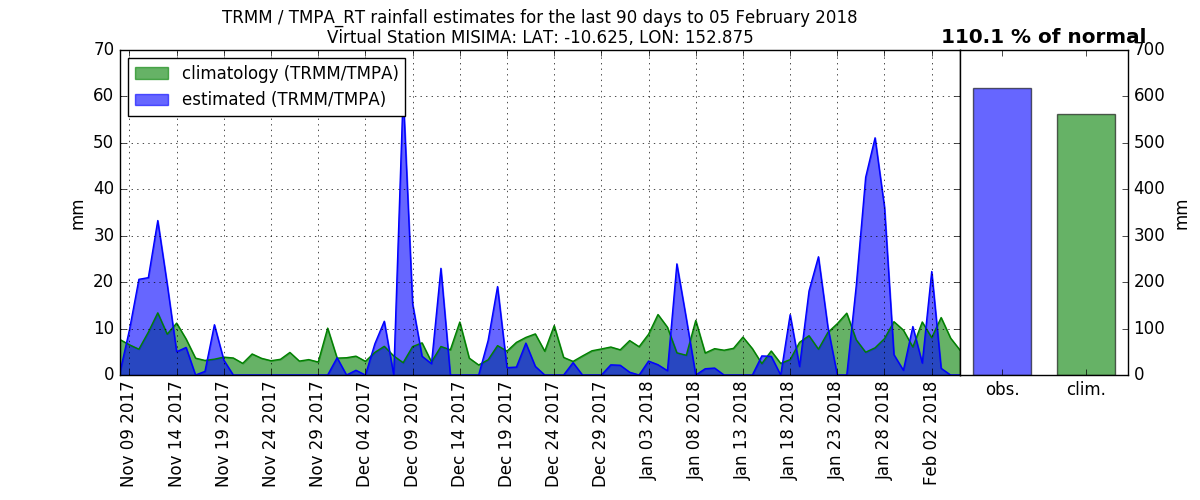 TRMM / TMPA_RT rainfall estimates for the last 90 days to 05 February 2018
Virtual Station MISIMA: LAT: -10.625, LON: 152.875
110.1 % of normal
climatology (TRMM/TMPA)
estimated (TRMM/TMPA)
70
60
50
40
30
20
10
0
mm
Nov 09 2017
Nov 14 2017
Nov 19 2017
Nov 24 2017
Nov 29 2017
Dec 04 2017
Dec 09 2017
Dec 14 2017
Dec 19 2017
Dec 24 2017
Dec 29 2017
Jan 03 2018
Jan 08 2018
Jan 13 2018
Jan 18 2018
Jan 23 2018
Jan 28 2018
Feb 02 2018
obs.
clim.
700
600
500
400
300
200
100
0
mm